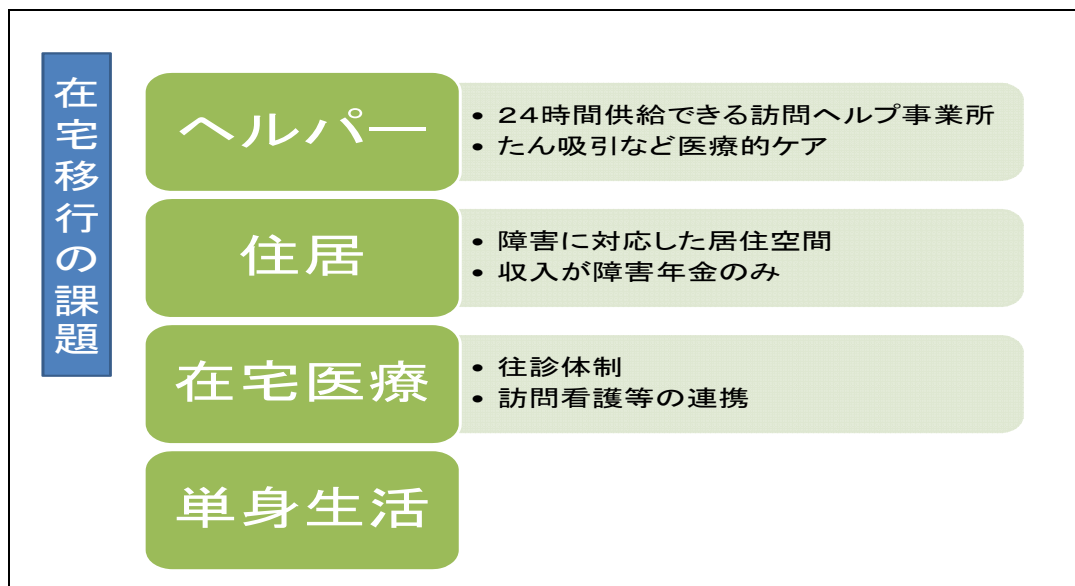 在宅移行の課題
ヘルパー
・24時間供給できる訪問ヘルプ事業所
・たん吸引など医療的ケア
住居
・障害に対応した居住空間
・収入が障害年金のみ
在宅医療
・往診体制
・訪問看護等の連携
単身生活